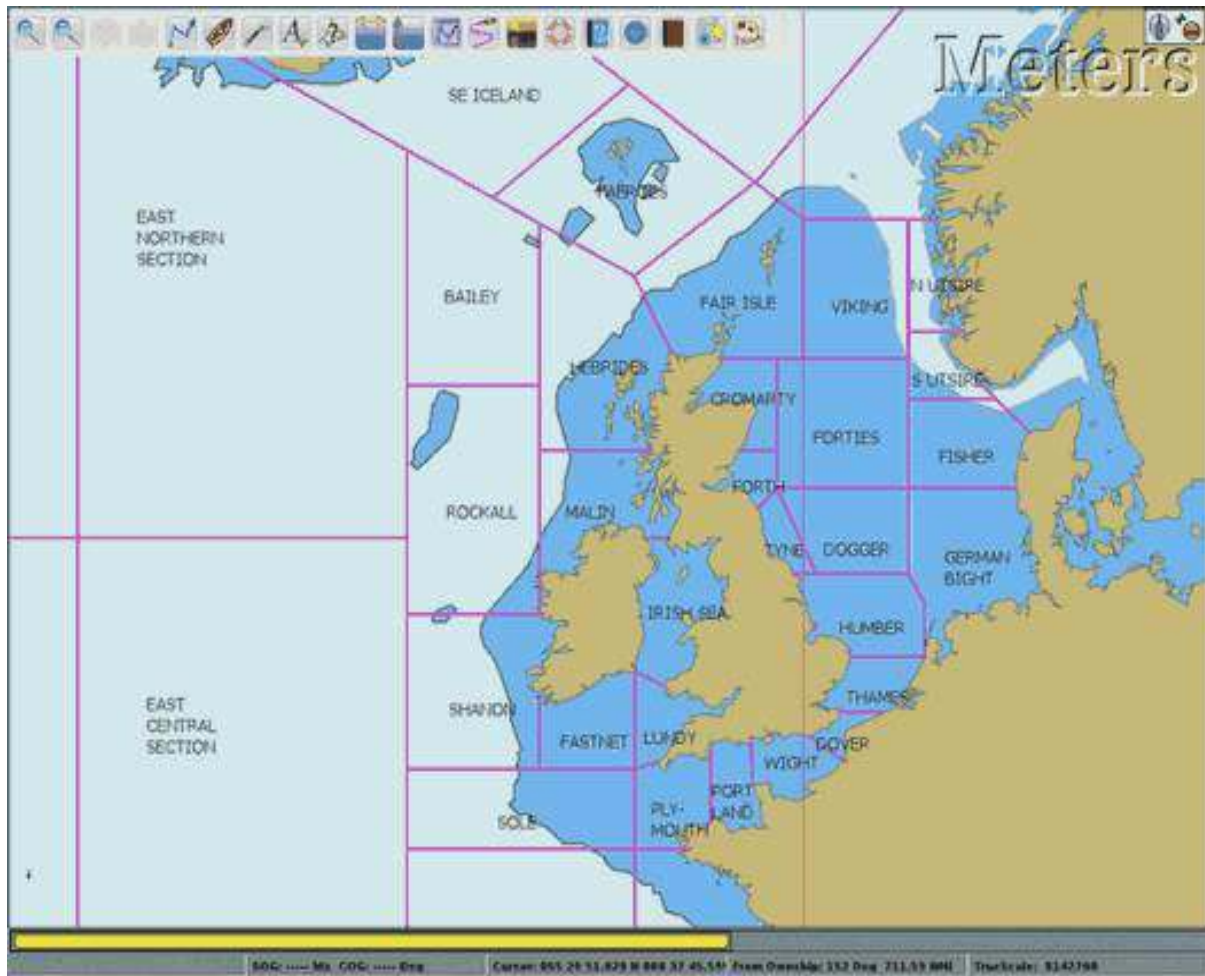 Meters
SE ICELAND
EAST
NORTHERN
SECTION
BAILEY
FAIR ISLE
VIKING
N UTSIRE
HEBRIDES
S UTSIRE
CROMARTY
FORTIES
FISHER
FORTH
ROCKALL
MALIN
TYNE
DOGGER
GERMAN
BIGHT
IRISH SEA
HUMBER
EAST
CENTRAL
SECTION
SHANON
THAMES
FASTNET
LUNDY
DOVER
WIGHT
PORT
LAND
PLY-
MOUTH
SOLE